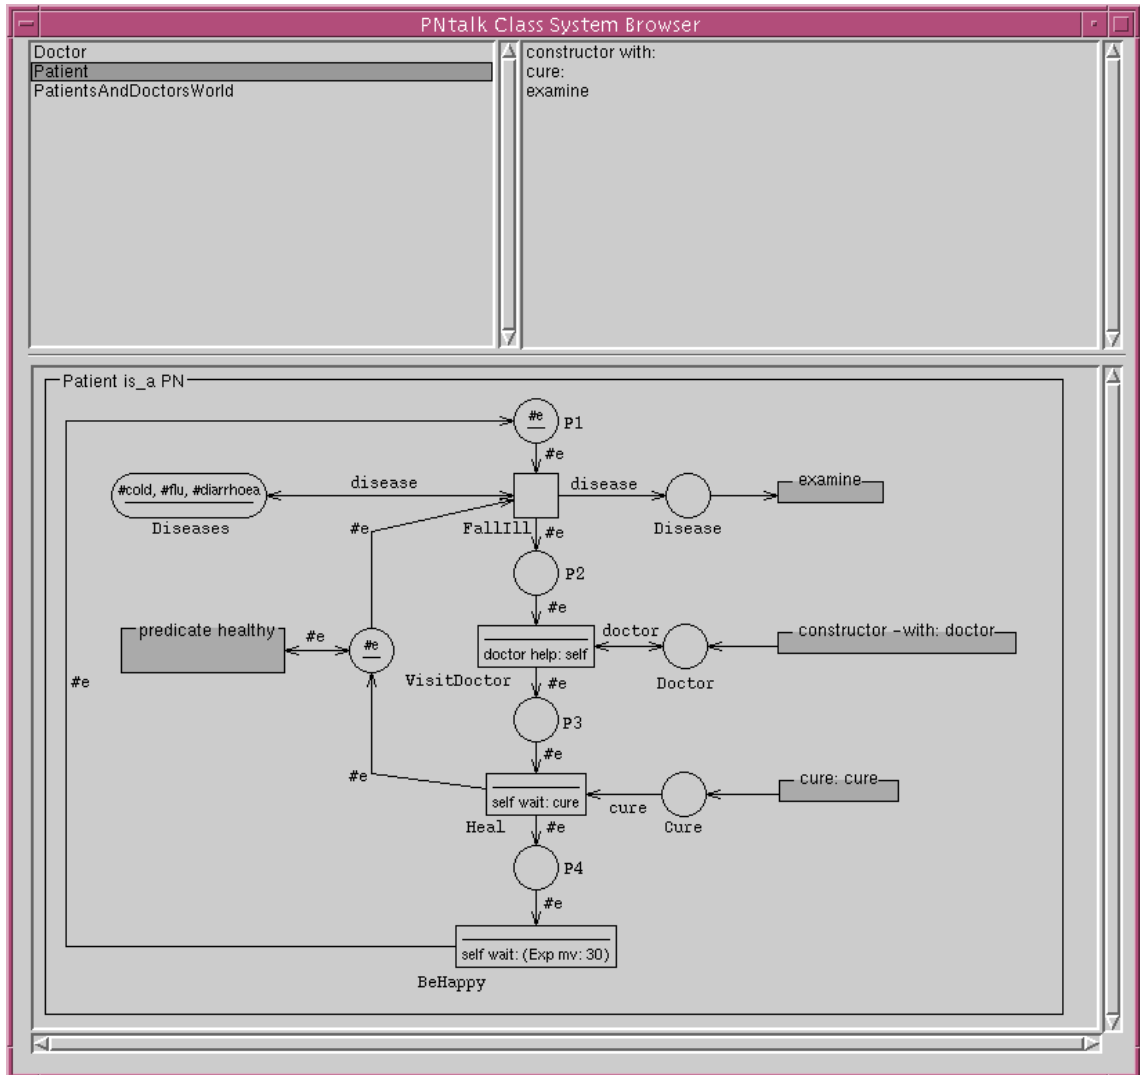 PNtalk Class System Browser
Doctor
Patient
PatientsAndDoctorsWorld
constructor with:
cure:
examine
Patient is_a PN
#e
P1
#e
#cold, #flu, #diarrhoea
disease
disease
examine
Diseases
#e
FallIll
#e
Disease
P2
#e
predicate healthy
#e
#e
doctor
constructor -with: doctor
doctor help: self
#e
VisitDoctor
#e
Doctor
P3
#e
#e
cure: cure
self wait: cure
cure
Heal
#e
Cure
P4
#e
self wait: (Exp mv: 30)
BeHappy